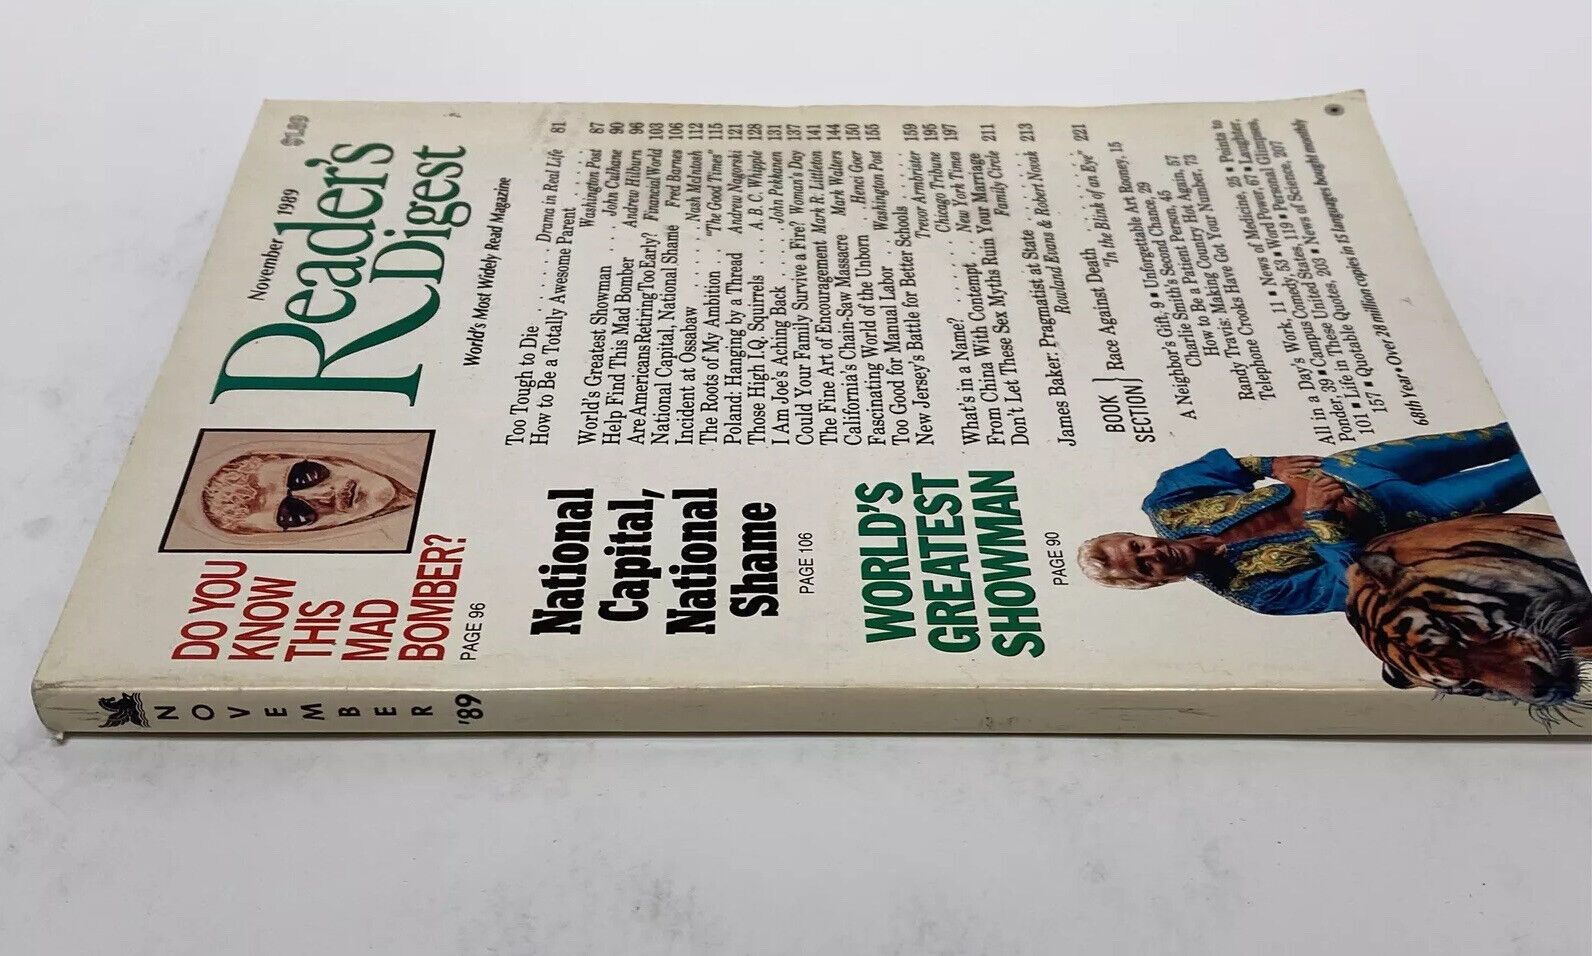 November 1989
$1.89
Reader's
Digest
World's Most Widely Read Magazine
DO YOU
KNOW
THIS
MAD
BOMBER?
PAGE 96
National
Capital,
National
Shame
PAGE 106
WORLD'S
GREATEST
SHOWMAN
PAGE 90
Too Tough to Die . . . . . . . Drama in Real Life 81
How to Be a Totally Awesome Parent . . . . . .
Washington Post 87
World's Greatest Showman . . . . John Culhane 90
Help Find This Mad Bomber Andrew Hilburn 96
Are Americans Retiring Too Early? Financial World 103
National Capital, National Shame Fred Barnes 106
Incident at Ossabaw . . . . . . Nash McIntosh 112
The Roots of My Ambition . . "The Good Times" 115
Poland: Hanging by a Thread Andrew Nagorski 121
Those High I.Q. Squirrels . . . . A. B. C. Whipple 128
I Am Joe's Aching Back . . . . . John Pekkanen 131
Could Your Family Survive a Fire? Woman's Day 137
The Fine Art of Encouragement Mark R. Littleton 141
California's Chain-Saw Massacre Mark Walters 144
Fascinating World of the Unborn . Henci Goer 150
Too Good for Manual Labor . . Washington Post 155
New Jersey's Battle for Better Schools . . . . .
Trevor Armbrister 159
Chicago Tribune 195
What's in a Name? . . . . . . . New York Times 197
From China With Contempt . . .
Don't Let These Sex Myths Ruin Your Marriage
Family Circle 211
James Baker: Pragmatist at State . . . . . .
Rowland Evans & Robert Novak 213
BOOK
SECTION
Race Against Death . . . . . . . . . 221
"In the Blink of an Eye"
A Neighbor's Gift, 9 • Unforgettable Art Rooney, 15
Charlie Smith's Second Chance, 29
How to Be a Patient Person, 45
Randy Travis: Making Country Hot Again, 57
Telephone Crooks Have Got Your Number, 73
All in a Day's Work, 11 • News of Medicine, 25 • Points to
Ponder, 39 • Campus Comedy, 53 • Word Power, 67 • Laughter,
101 • Life in These United States, 119 • Personal Glimpses,
157 • Quotable Quotes, 203 • News of Science, 207
68th Year • Over 28 million copies in 15 languages bought monthly
NOVEMBER '89